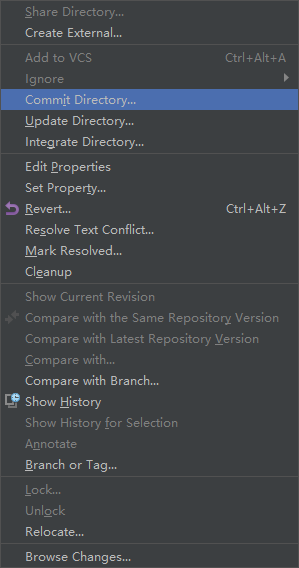 Share Directory...
Create External...
Add to VCS Ctrl+Alt+A
Ignore
Commit Directory...
Update Directory...
Integrate Directory...
Edit Properties
Set Property...
Revert... Ctrl+Alt+Z
Resolve Text Conflict...
Mark Resolved...
Cleanup
Show Current Revision
Compare with the Same Repository Version
Compare with Latest Repository Version
Compare with...
Compare with Branch...
Show History
Show History for Selection
Annotate
Branch or Tag...
Lock...
Unlock
Relocate...
Browse Changes...